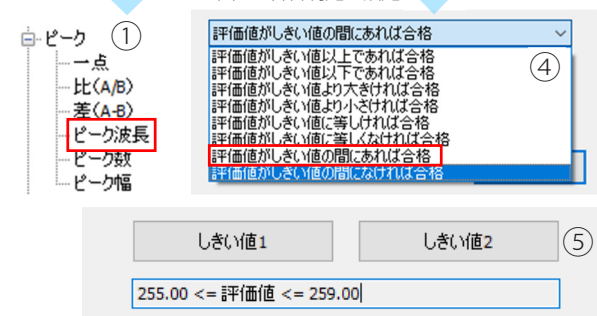 ピーク ①
一点
比(A/B)
差(A-B)
ピーク波長
ピーク数
ピーク幅
評価値がしきい値の間にあれば合格
④
評価値がしきい値以上であれば合格
評価値がしきい値以下であれば合格
評価値がしきい値より大きければ合格
評価値がしきい値より小さければ合格
評価値がしきい値に等しければ合格
評価値がしきい値に等しくなければ合格
評価値がしきい値の間にあれば合格
評価値がしきい値の間になければ合格
しきい値1 しきい値2 ⑤
255.00 <= 評価値 <= 259.00